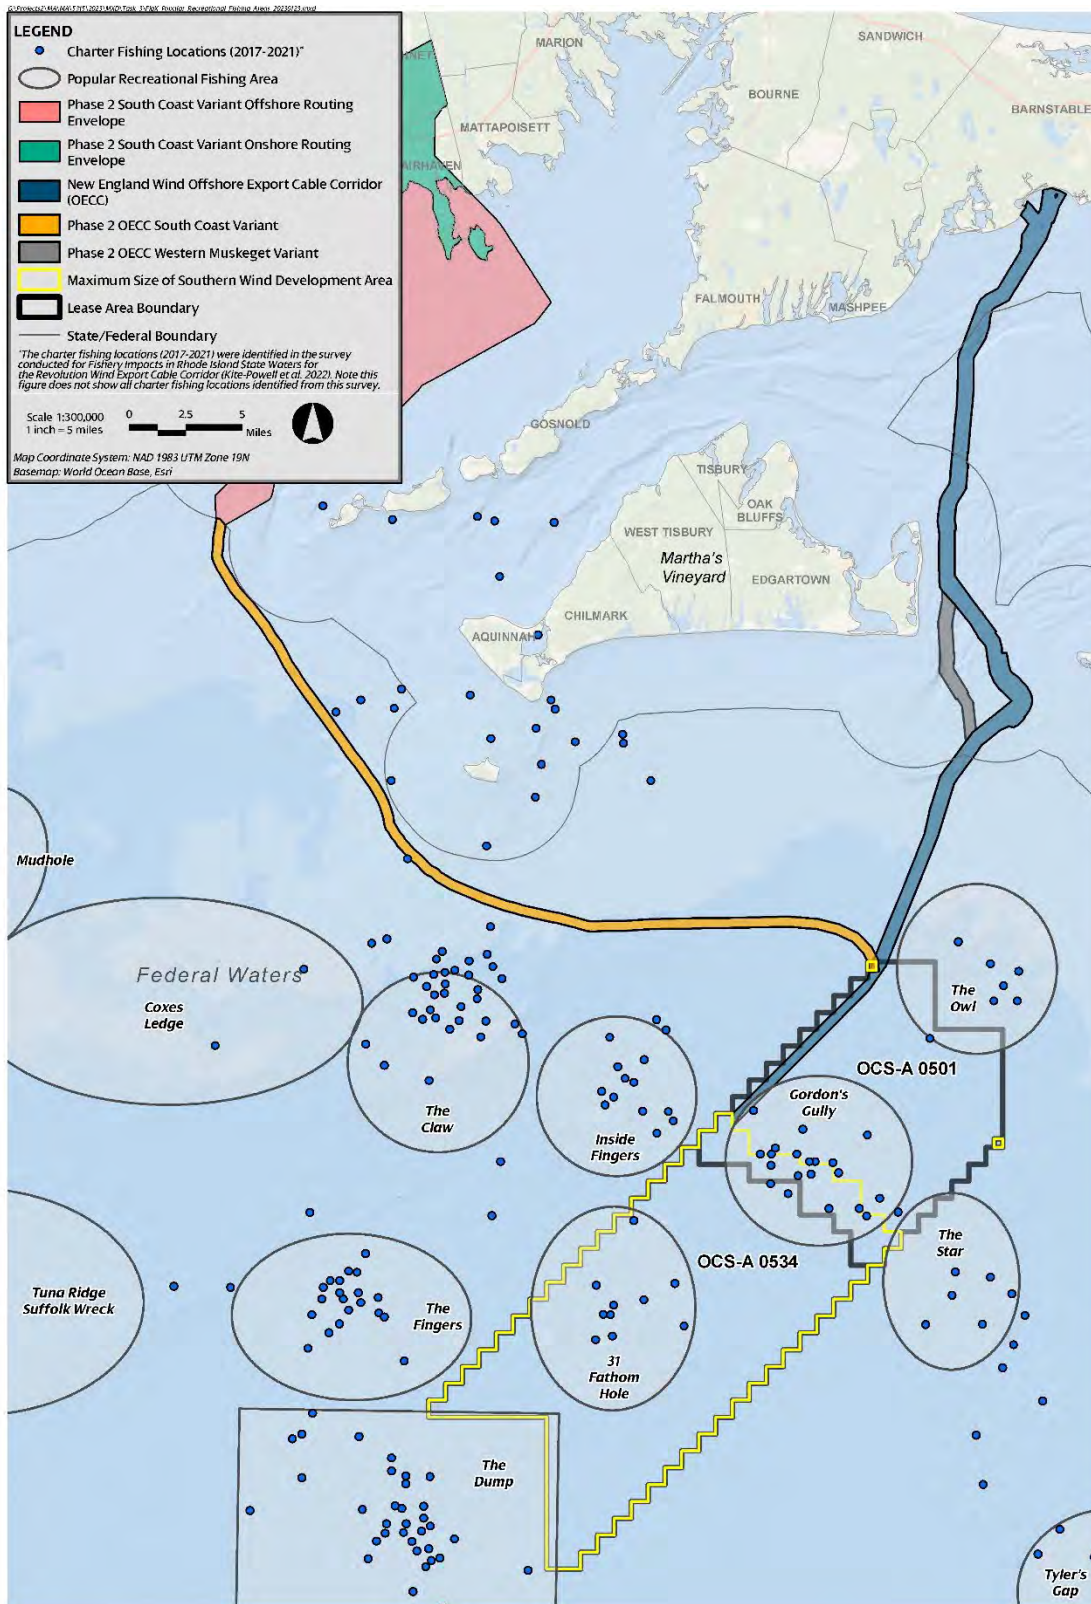 LEGEND
Charter Fishing Locations (2017-2021)*
Popular Recreational Fishing Area
Phase 2 South Coast Variant Offshore Routing
Envelope
Phase 2 South Coast Variant Onshore Routing
Envelope
New England Wind Offshore Export Cable Corridor
(OECC)
Phase 2 OECC South Coast Variant
Phase 2 OECC Western Muskeget Variant
Maximum Size of Southern Wind Development Area
Lease Area Boundary
State/Federal Boundary
*The charter fishing locations (2017-2021) were identified in the survey
conducted for Fishery Impacts in Rhode Island State Waters for
the Revolution Wind Export Cable Corridor (Kite-Powell et al. 2022). Note this
figure does not show all charter fishing locations identified from this survey.
Scale 1:300,000
1 inch = 5 miles
0 2.5 5
Miles
Map Coordinate System: NAD 1983 UTM Zone 19N
Basemap: World Ocean Base, Esri
MARION
SANDWICH
BOURNE
BARNSTABLE
MATTAPOISETT
AIRHAVEN
FALMOUTH
MASHPEE
GOSNOLD
TISBURY
OAK
BLUFFS
WEST TISBURY
Martha's
Vineyard
EDGARTOWN
CHILMARK
AQUINNAH
Mudhole
Federal Waters
Coxes
Ledge
The
Owl
OCS-A 0501
Gordon's
Gully
The
Claw
Inside
Fingers
The
Star
OCS-A 0534
Tuna Ridge
Suffolk Wreck
The
Fingers
31
Fathom
Hole
The
Dump
Tyler's
Gap